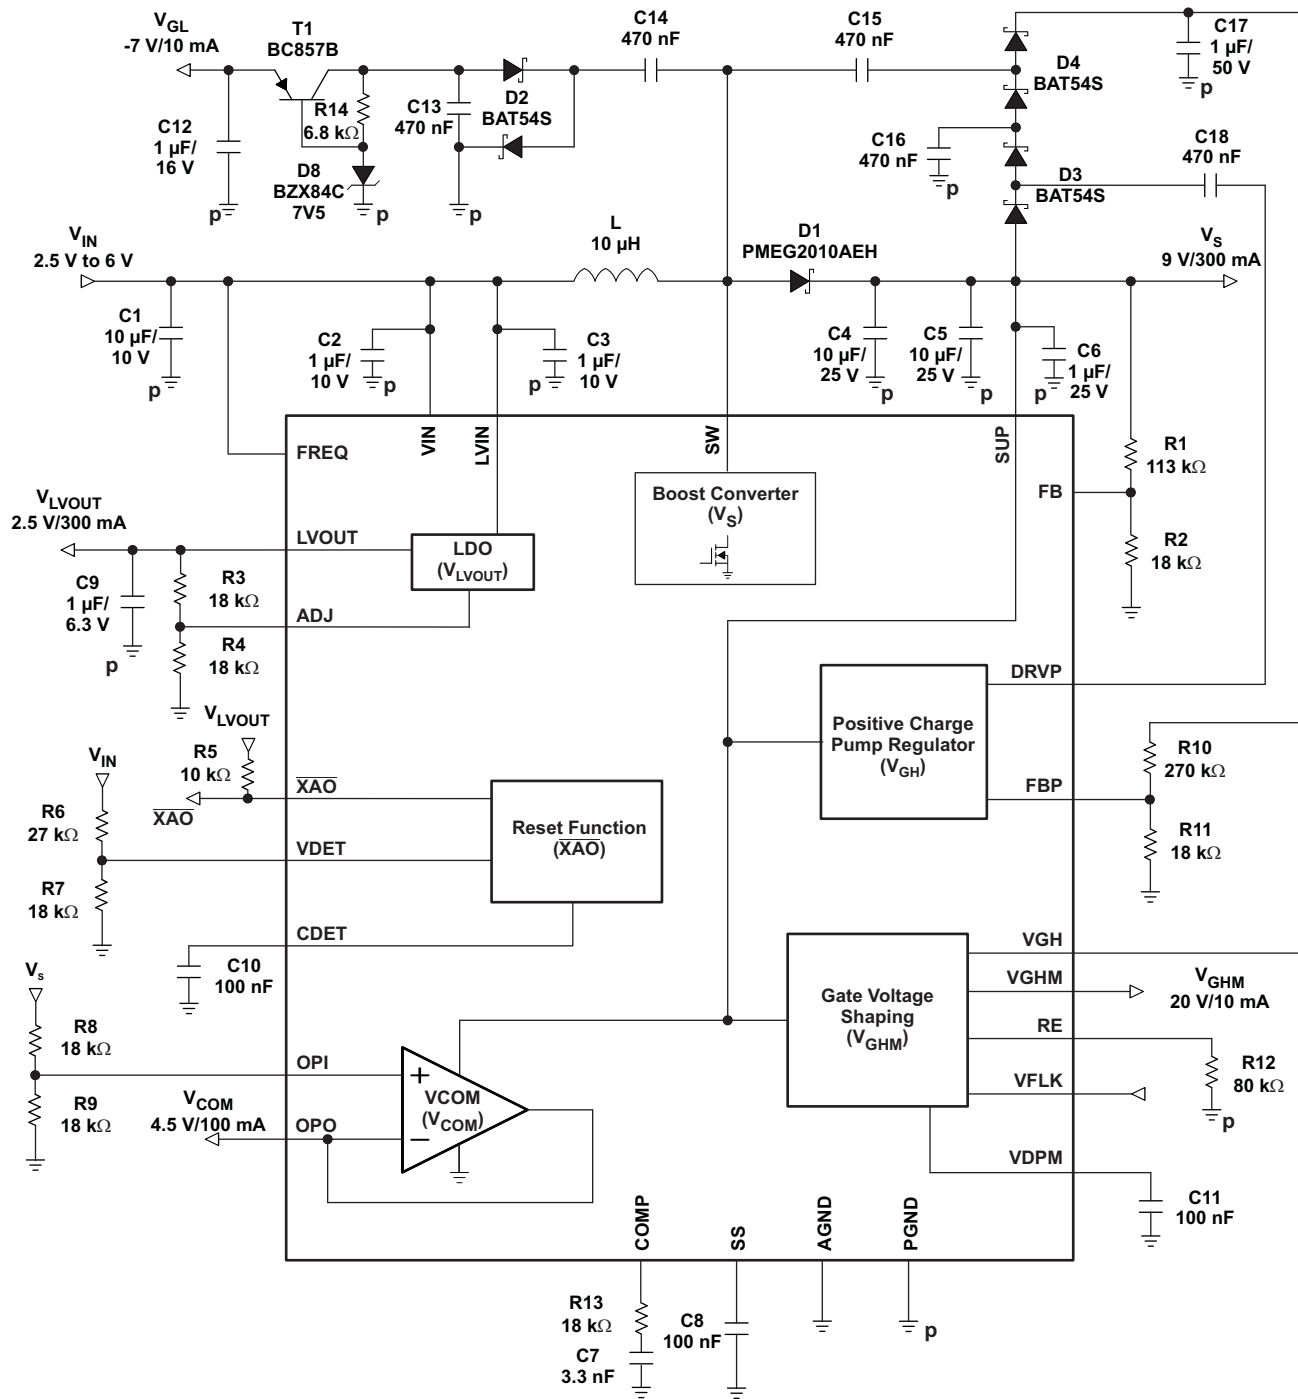 V_GL
-7 V/10 mA
T1
BC857B
C14
470 nF
C15
470 nF
C17
1 µF/
50 V
p
D4
BAT54S
R14
6.8 kΩ
C13
470 nF
D2
BAT54S
C12
1 µF/
16 V
p
D8
BZX84C
7V5
p
p
C16
470 nF
p
C18
470 nF
D3
BAT54S
V_IN
2.5 V to 6 V
L
10 µH
D1
PMEG2010AEH
V_S
9 V/300 mA
C1
10 µF/
10 V
p
C2
1 µF/
10 V
p
C3
1 µF/
10 V
p
C4
10 µF/
25 V
p
C5
10 µF/
25 V
p
C6
1 µF/
25 V
p
FREQ
VIN
LVIN
SW
SUP
R1
113 kΩ
FB
R2
18 kΩ
Boost Converter
(V_S)
V_LVOUT
2.5 V/300 mA
LVOUT
LDO
(V_LVOUT)
C9
1 µF/
6.3 V
p
R3
18 kΩ
ADJ
R4
18 kΩ
DRVP
Positive Charge
Pump Regulator
(V_GH)
FBP
R10
270 kΩ
R11
18 kΩ
V_LVOUT
R5
10 kΩ
V_IN
XAO
XAO
R6
27 kΩ
Reset Function
(XAO)
VDET
R7
18 kΩ
CDET
C10
100 nF
V_s
R8
18 kΩ
OPI
+
VCOM
(V_COM)
−
R9
18 kΩ
V_COM
4.5 V/100 mA
OPO
Gate Voltage
Shaping
(V_GHM)
VGH
VGHM
V_GHM
20 V/10 mA
RE
R12
80 kΩ
p
VFLK
VDPM
C11
100 nF
COMP
SS
AGND
PGND
R13
18 kΩ
C7
3.3 nF
C8
100 nF
p